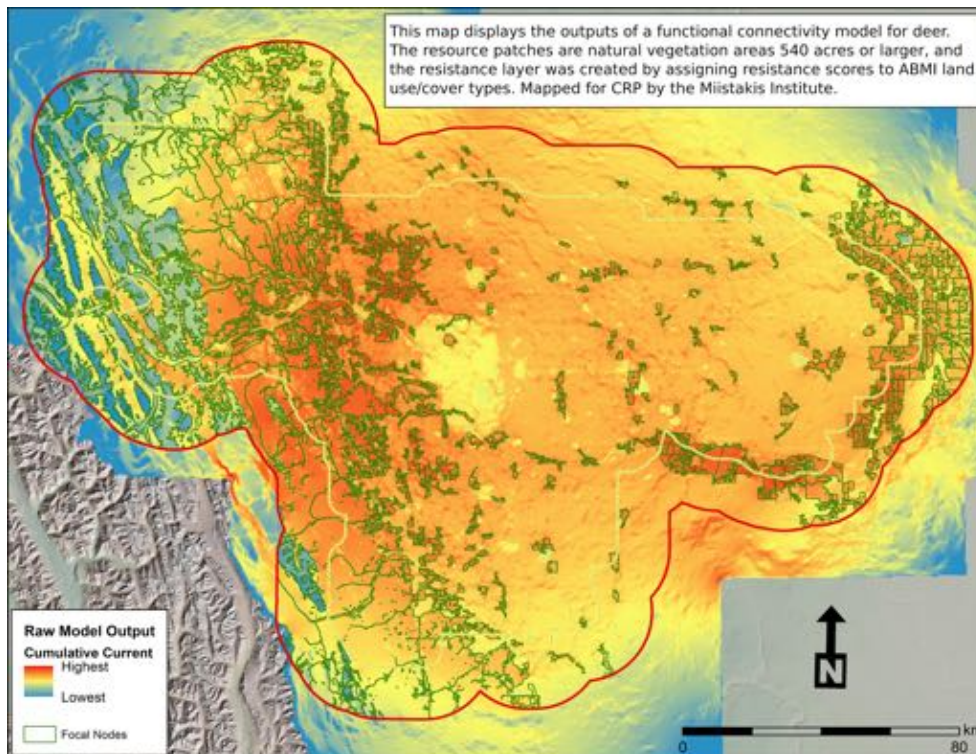 This map displays the outputs of a functional connectivity model for deer.
The resource patches are natural vegetation areas 540 acres or larger, and
the resistance layer was created by assigning resistance scores to ABMI land
use/cover types. Mapped for CRP by the Miistakis Institute.
Raw Model Output
Cumulative Current
Highest
Lowest
Focal Nodes
N
0
80